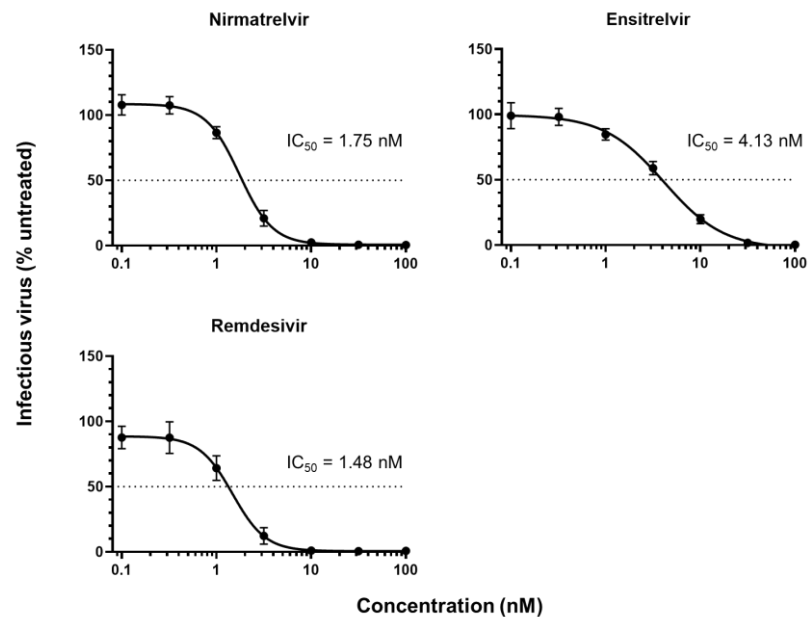 Nirmatrelvir
150
100
50
0
0.1 1 10 100
IC50 = 1.75 nM
Ensitrelvir
150
100
50
0
0.1 1 10 100
IC50 = 4.13 nM
Remdesivir
150
100
50
0
0.1 1 10 100
IC50 = 1.48 nM
Infectious virus (% untreated)
Concentration (nM)